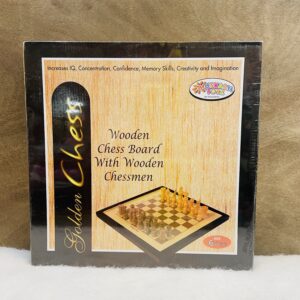 Increases IQ, Concentration, Confidence, Memory Skills, Creativity and Imagination
Golden Chess
Wooden
Chess Board
With Wooden
Chessmen